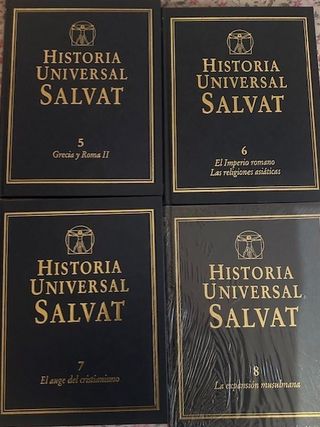 HISTORIA
UNIVERSAL
SALVAT
5
Grecia y Roma II
HISTORIA
UNIVERSAL
SALVAT
6
El Imperio romano
Las religiones asiáticas
HISTORIA
UNIVERSAL
SALVAT
7
El auge del cristianismo
HISTORIA
UNIVERSAL
SALVAT
8
La expansión musulmana